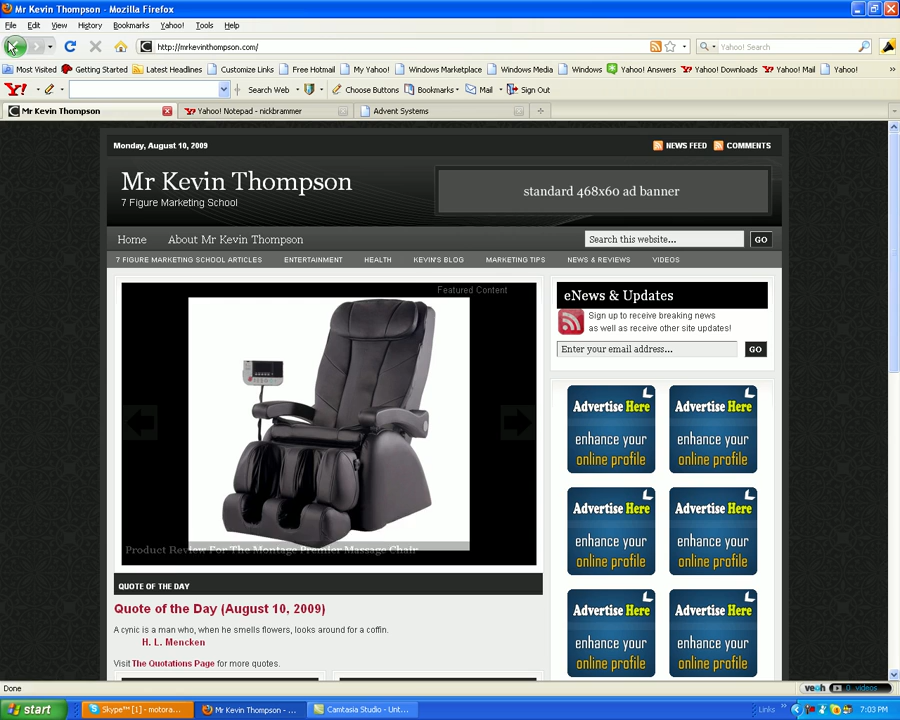 Mr Kevin Thompson - Mozilla Firefox
File Edit View History Bookmarks Yahoo! Tools Help
http://mrkevinthompson.com/
Yahoo! Search
Most Visited Getting Started Latest Headlines Customize Links Free Hotmail My Yahoo! Windows Marketplace Windows Media Windows Yahoo! Answers Yahoo! Downloads Yahoo! Mail Yahoo! »
Y! Search Web Choose Buttons Bookmarks Mail Sign Out
Mr Kevin Thompson Yahoo! Notepad - nickbrammer Advent Systems
Monday, August 10, 2009 NEWS FEED COMMENTS
Mr Kevin Thompson
7 Figure Marketing School
standard 468x60 ad banner
Home About Mr Kevin Thompson Search this website... GO
7 FIGURE MARKETING SCHOOL ARTICLES ENTERTAINMENT HEALTH KEVIN'S BLOG MARKETING TIPS NEWS & REVIEWS VIDEOS
Featured Content
Product Review For The Montage Premier Massage Chair
QUOTE OF THE DAY
Quote of the Day (August 10, 2009)
A cynic is a man who, when he smells flowers, looks around for a coffin.
H. L. Mencken
Visit The Quotations Page for more quotes.
eNews & Updates
Sign up to receive breaking news
as well as receive other site updates!
Enter your email address... GO
Advertise Here Advertise Here
enhance your enhance your
online profile online profile
Advertise Here Advertise Here
enhance your enhance your
online profile online profile
Advertise Here Advertise Here
enhance your enhance your
online profile online profile
Done veoh 0 videos
start Skype™ [1] - motora... Mr Kevin Thompson - ... Camtasia Studio - Unt... Links » 7:03 PM